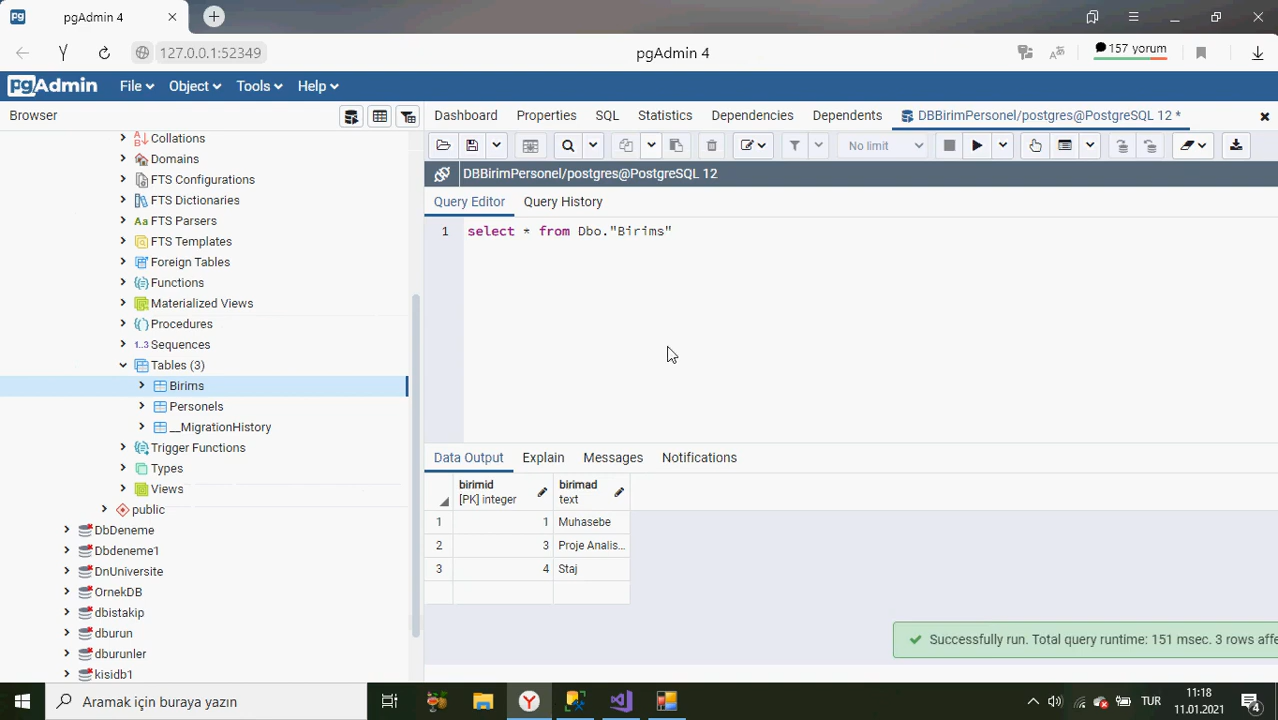 pgAdmin 4
127.0.0.1:52349
pgAdmin 4
157 yorum
pgAdmin
File
Object
Tools
Help
Browser
Dashboard
Properties
SQL
Statistics
Dependencies
Dependents
DBBirimPersonel/postgres@PostgreSQL 12 *
No limit
DBBirimPersonel/postgres@PostgreSQL 12
Query Editor
Query History
1
select * from Dbo."Birims"
Collations
Domains
FTS Configurations
FTS Dictionaries
Aa FTS Parsers
FTS Templates
Foreign Tables
Functions
Materialized Views
Procedures
1..3 Sequences
Tables (3)
Birims
Personels
__MigrationHistory
Trigger Functions
Types
Views
public
DbDeneme
Dbdeneme1
DnUniversite
OrnekDB
dbistakip
dburun
dburunler
kisidb1
Data Output
Explain
Messages
Notifications
birimid
[PK] integer
birimad
text
1 1 Muhasebe
2 3 Proje Analis...
3 4 Staj
Successfully run. Total query runtime: 151 msec. 3 rows affe
Aramak için buraya yazın
TUR
11:18
11.01.2021
4